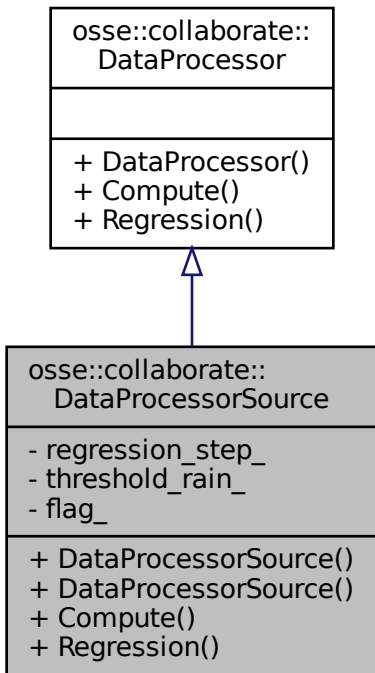 osse::collaborate::
DataProcessor
+ DataProcessor()
+ Compute()
+ Regression()
osse::collaborate::
DataProcessorSource
- regression_step_
- threshold_rain_
- flag_
+ DataProcessorSource()
+ DataProcessorSource()
+ Compute()
+ Regression()